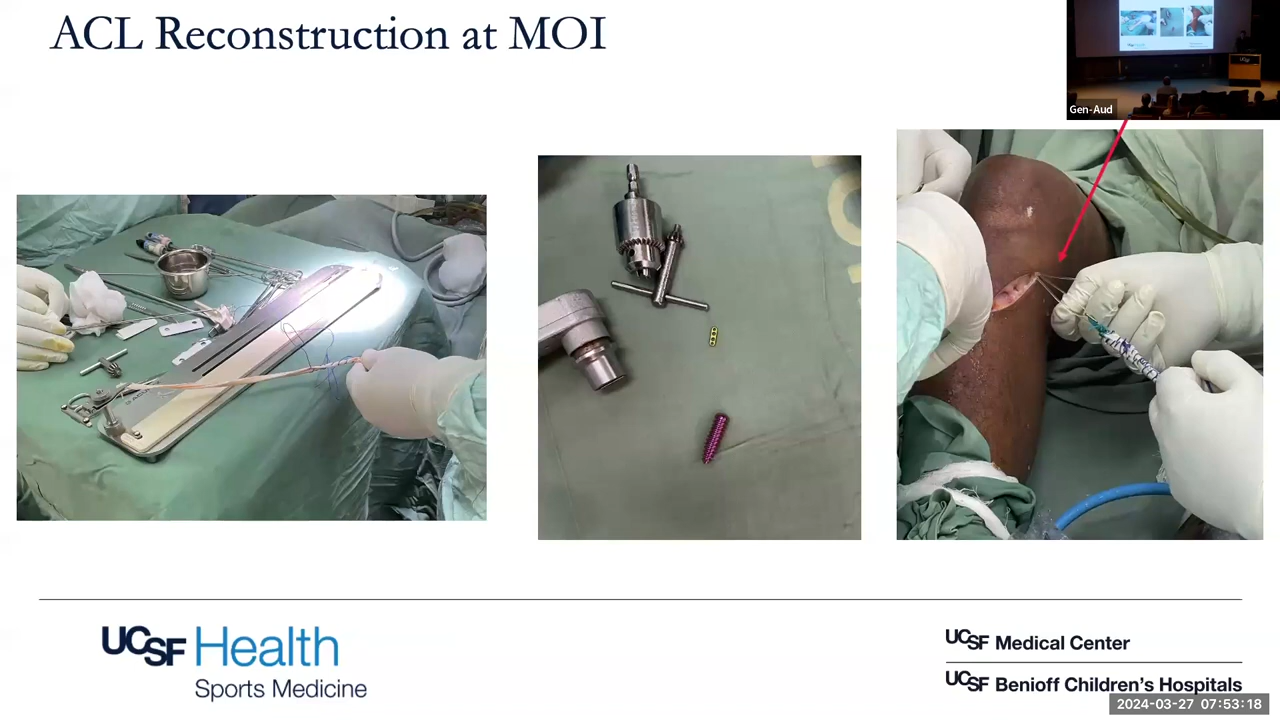 ACL Reconstruction at MOI
Gen-Aud
UCSF Health
Sports Medicine
UCSF Medical Center
UCSF Benioff Children's Hospitals
2024-03-27 07:53:18